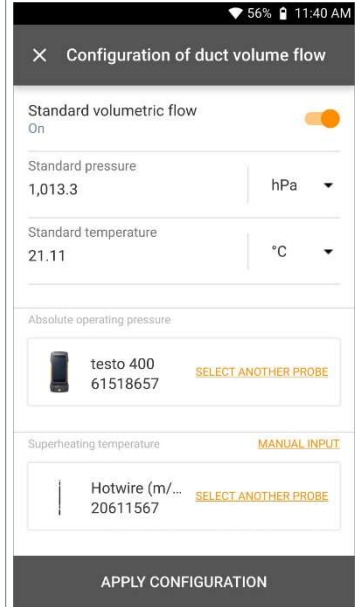 56% 11:40 AM
Configuration of duct volume flow
Standard volumetric flow
On
Standard pressure
1,013.3 hPa
Standard temperature
21.11 °C
Absolute operating pressure
testo 400
61518657
SELECT ANOTHER PROBE
Superheating temperature MANUAL INPUT
Hotwire (m/...
20611567
SELECT ANOTHER PROBE
APPLY CONFIGURATION